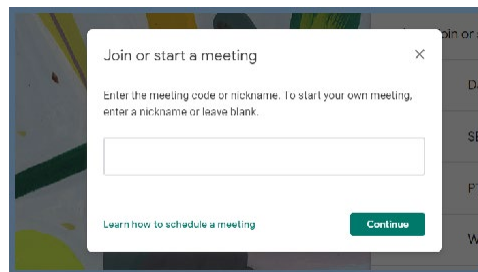 Join or start a meeting
Enter the meeting code or nickname. To start your own meeting,
enter a nickname or leave blank.
Learn how to schedule a meeting
Continue